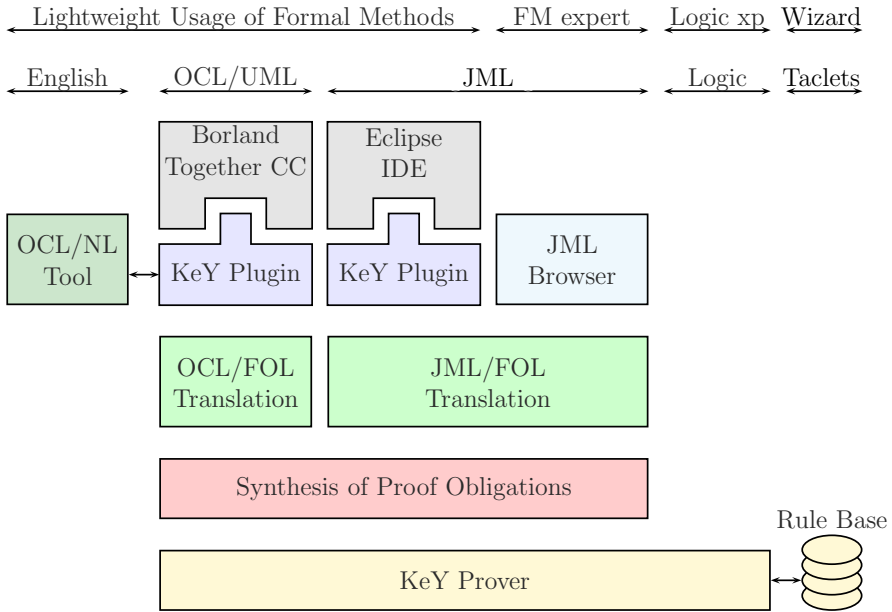 Lightweight Usage of Formal Methods FM expert Logic xp Wizard
English OCL/UML JML Logic Taclets
Borland
Together CC
Eclipse
IDE
OCL/NL
Tool
KeY Plugin
KeY Plugin
JML
Browser
OCL/FOL
Translation
JML/FOL
Translation
Synthesis of Proof Obligations
Rule Base
KeY Prover